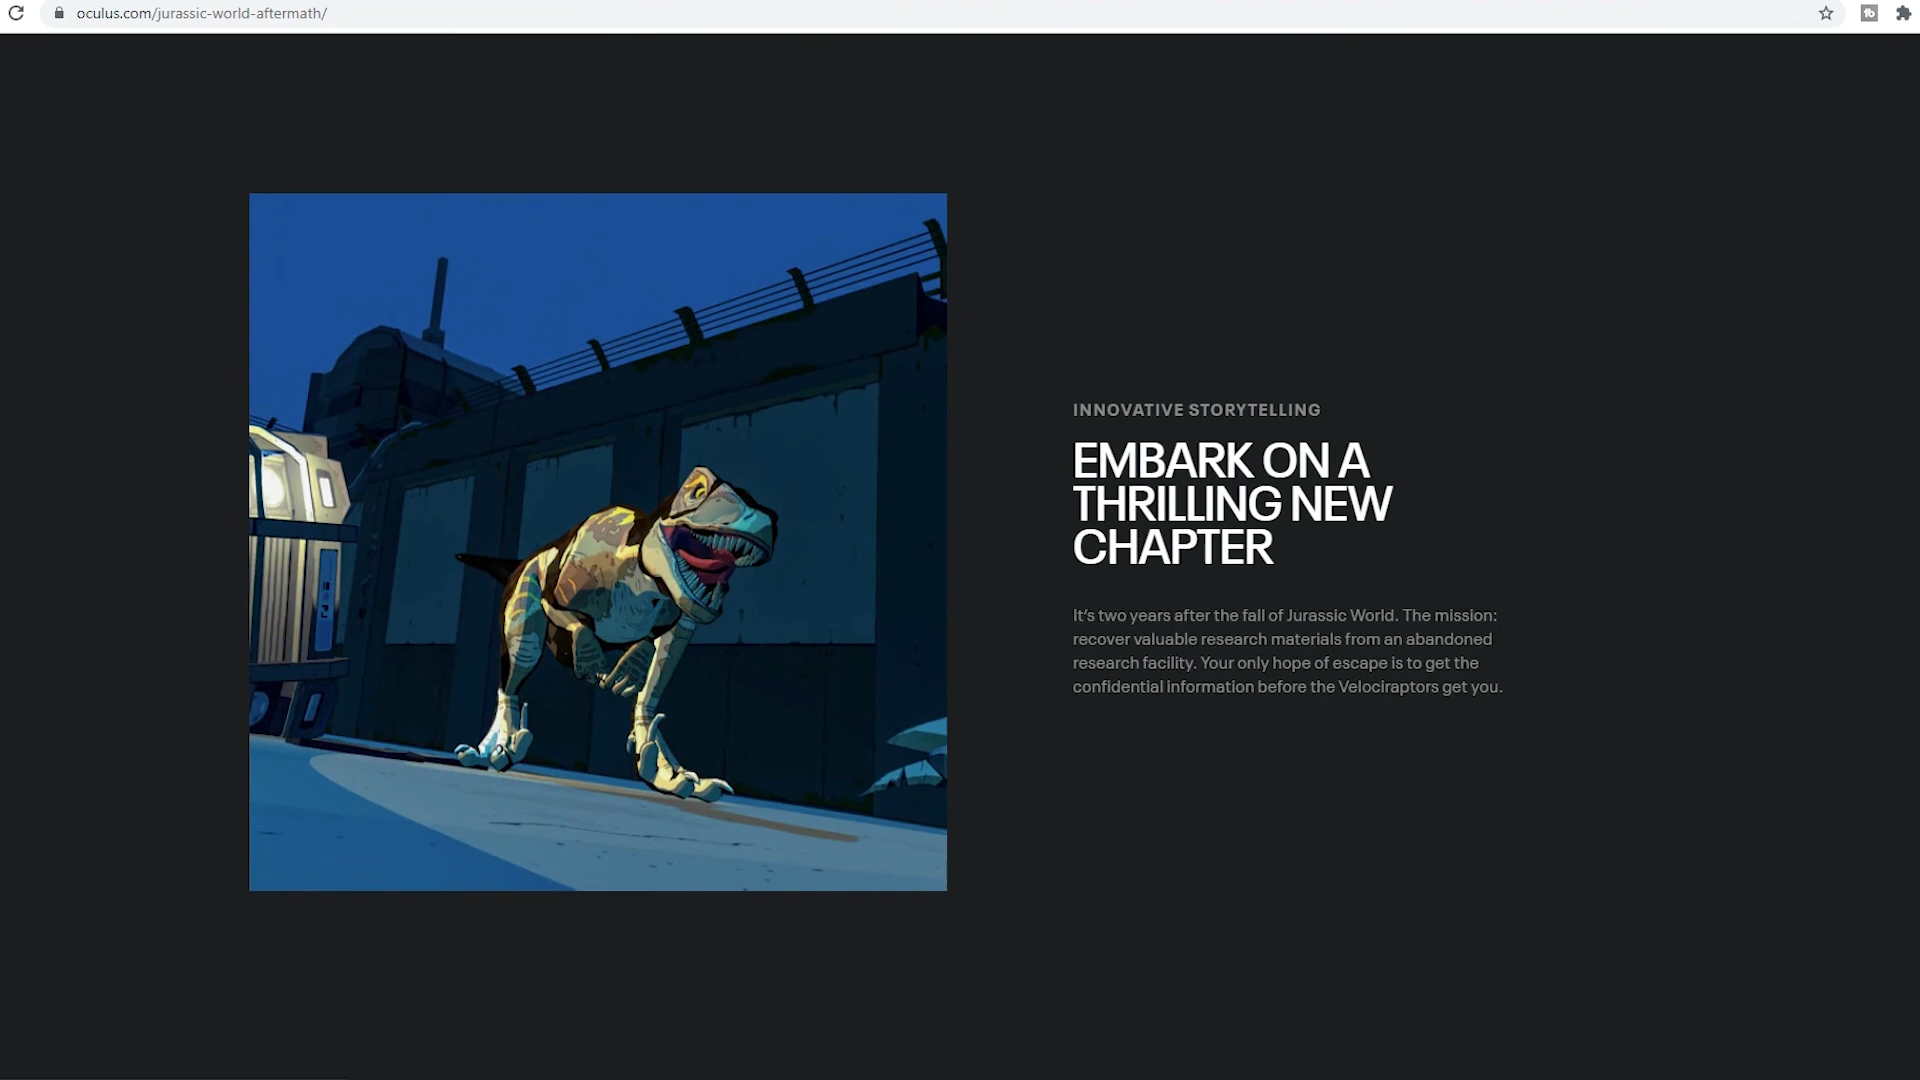 oculus.com/jurassic-world-aftermath/
INNOVATIVE STORYTELLING
EMBARK ON A
THRILLING NEW
CHAPTER
It's two years after the fall of Jurassic World. The mission:
recover valuable research materials from an abandoned
research facility. Your only hope of escape is to get the
confidential information before the Velociraptors get you.